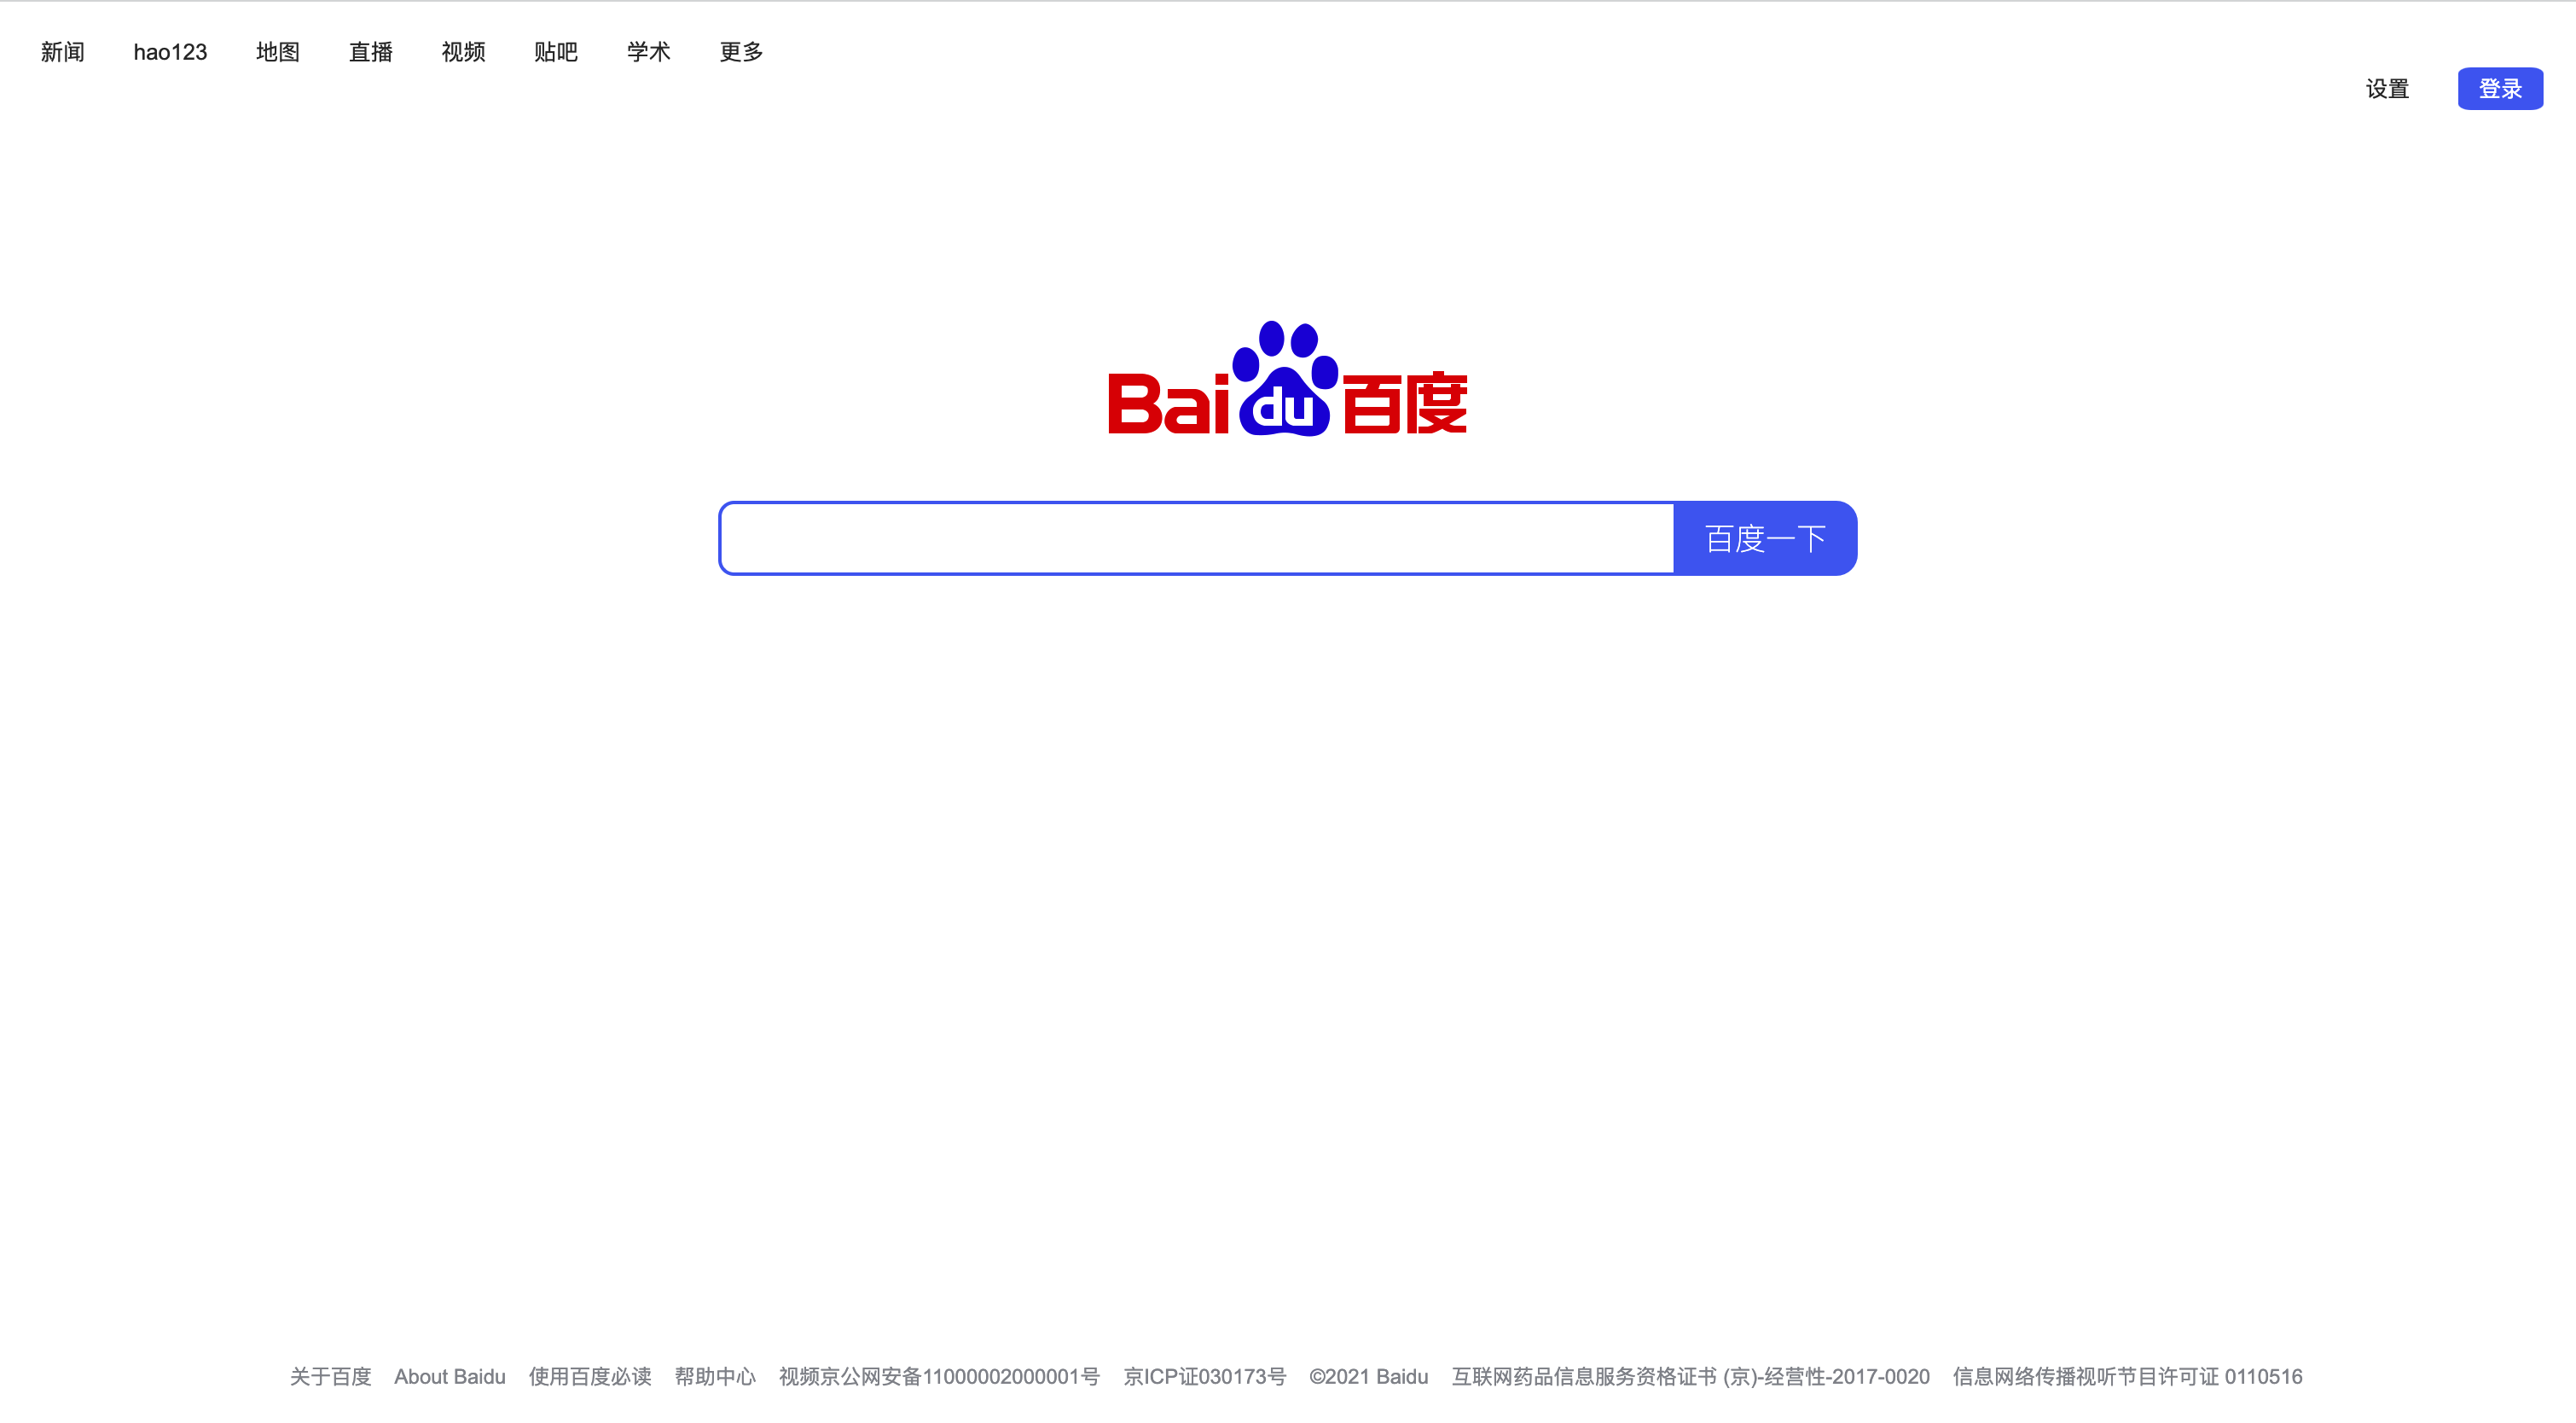 新闻 hao123 地图 直播 视频 贴吧 学术 更多
设置 登录
Bai du 百度
百度一下
关于百度 About Baidu 使用百度必读 帮助中心 视频京公网安备11000002000001号 京ICP证030173号 ©2021 Baidu 互联网药品信息服务资格证书 (京)-经营性-2017-0020 信息网络传播视听节目许可证 0110516